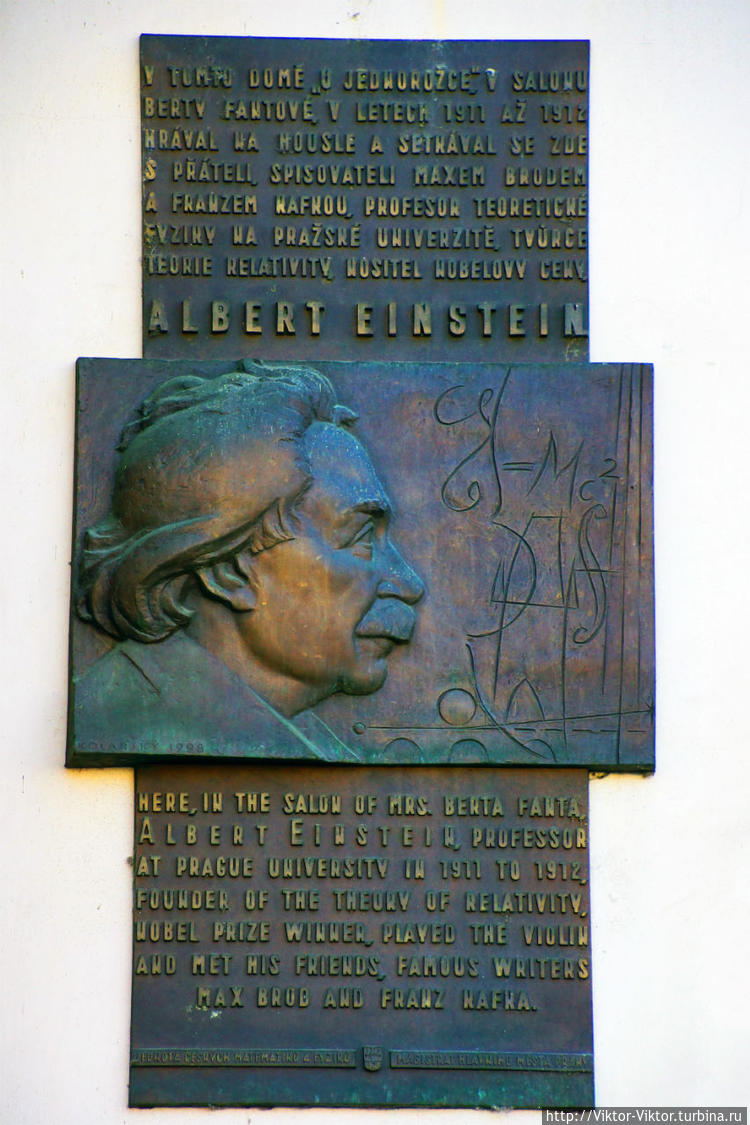 V TOMTO DOMĚ „U JEDNOROŽCE“, V SALONU
BERTY FANTOVÉ, V LETECH 1911 AŽ 1912
HRÁVAL NA HOUSLE A SETKÁVAL SE ZDE
S PŘÁTELI, SPISOVATELI MAXEM BRODEM
A FRANZEM KAFKOU, PROFESOR TEORETICKÉ
FYZIKY NA PRAŽSKÉ UNIVERZITĚ, TVŮRCE
TEORIE RELATIVITY, NOSITEL NOBELOVY CENY,
ALBERT EINSTEIN
= Mc²
KOLÁRSKÝ 1998
HERE, IN THE SALON OF MRS. BERTA FANTA,
ALBERT EINSTEIN, PROFESSOR
AT PRAGUE UNIVERSITY IN 1911 TO 1912,
FOUNDER OF THE THEORY OF RELATIVITY,
NOBEL PRIZE WINNER, PLAYED THE VIOLIN
AND MET HIS FRIENDS, FAMOUS WRITERS
MAX BROD AND FRANZ KAFKA.
JEDNOTA ČESKÝCH MATEMATIKŮ A FYZIKŮ MAGISTRÁT HLAVNÍHO MĚSTA PRAHY
http://Viktor-Viktor.turbina.ru